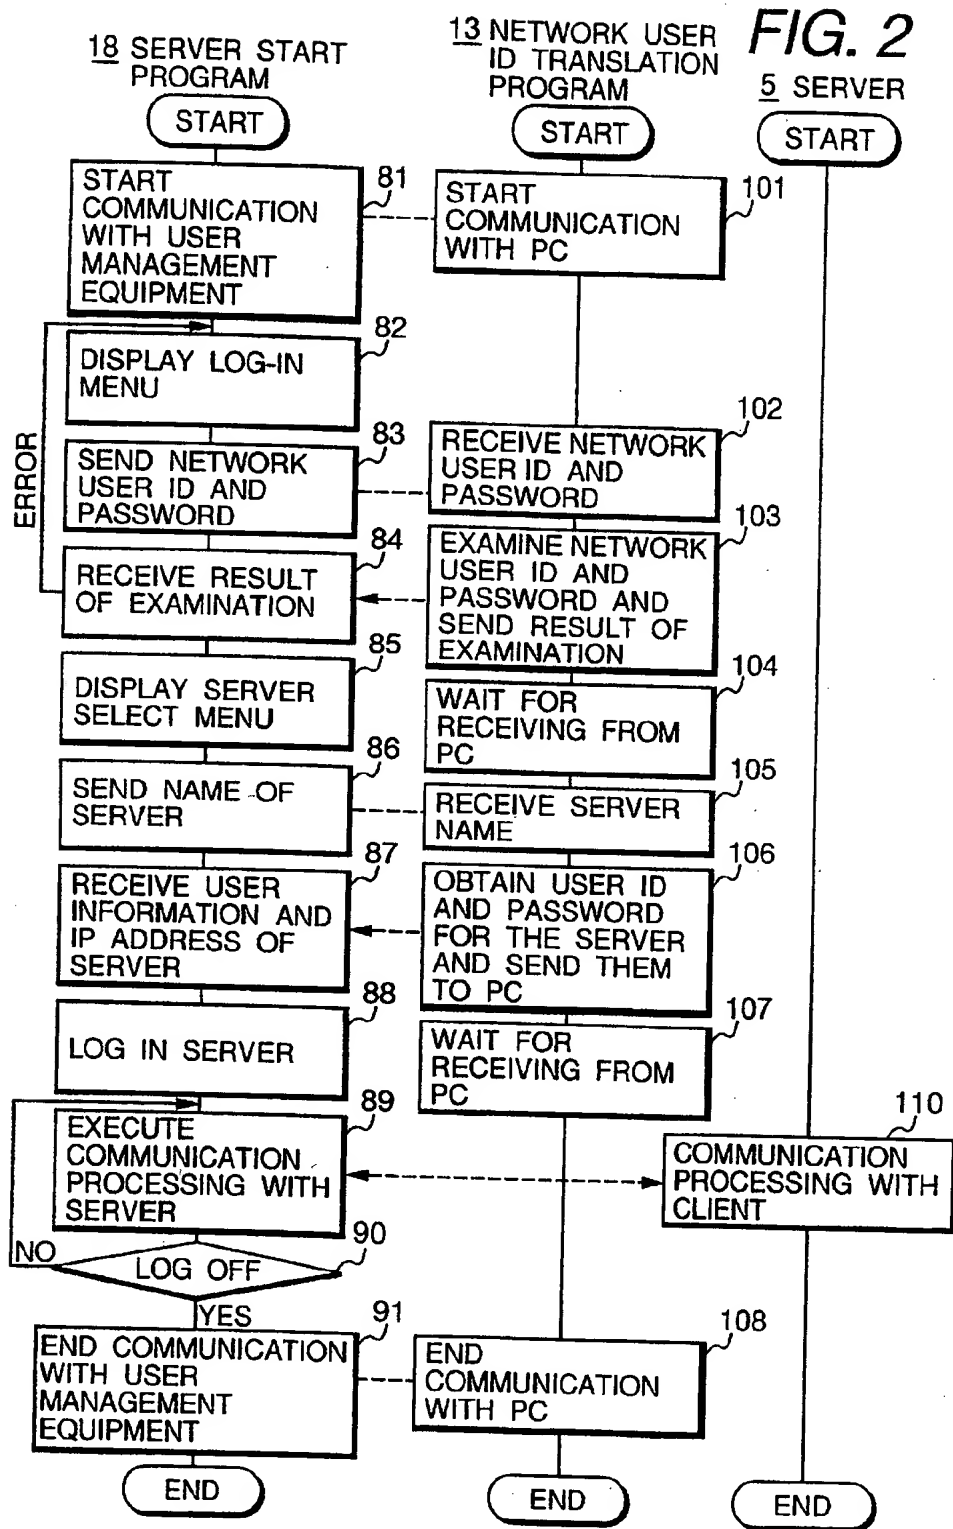 FIG. 2
18 SERVER START
PROGRAM
START
81
START
COMMUNICATION
WITH USER
MANAGEMENT
EQUIPMENT
82
DISPLAY LOG-IN
MENU
ERROR
83
SEND NETWORK
USER ID AND
PASSWORD
84
RECEIVE RESULT
OF EXAMINATION
85
DISPLAY SERVER
SELECT MENU
86
SEND NAME OF
SERVER
87
RECEIVE USER
INFORMATION AND
IP ADDRESS OF
SERVER
88
LOG IN SERVER
89
EXECUTE
COMMUNICATION
PROCESSING WITH
SERVER
90
NO
LOG OFF
YES
91
END COMMUNICATION
WITH USER
MANAGEMENT
EQUIPMENT
END
13 NETWORK USER
ID TRANSLATION
PROGRAM
START
101
START
COMMUNICATION
WITH PC
102
RECEIVE NETWORK
USER ID AND
PASSWORD
103
EXAMINE NETWORK
USER ID AND
PASSWORD AND
SEND RESULT OF
EXAMINATION
104
WAIT FOR
RECEIVING FROM
PC
105
RECEIVE SERVER
NAME
106
OBTAIN USER ID
AND PASSWORD
FOR THE SERVER
AND SEND THEM
TO PC
107
WAIT FOR
RECEIVING FROM
PC
108
END
COMMUNICATION
WITH PC
END
5 SERVER
START
110
COMMUNICATION
PROCESSING WITH
CLIENT
END